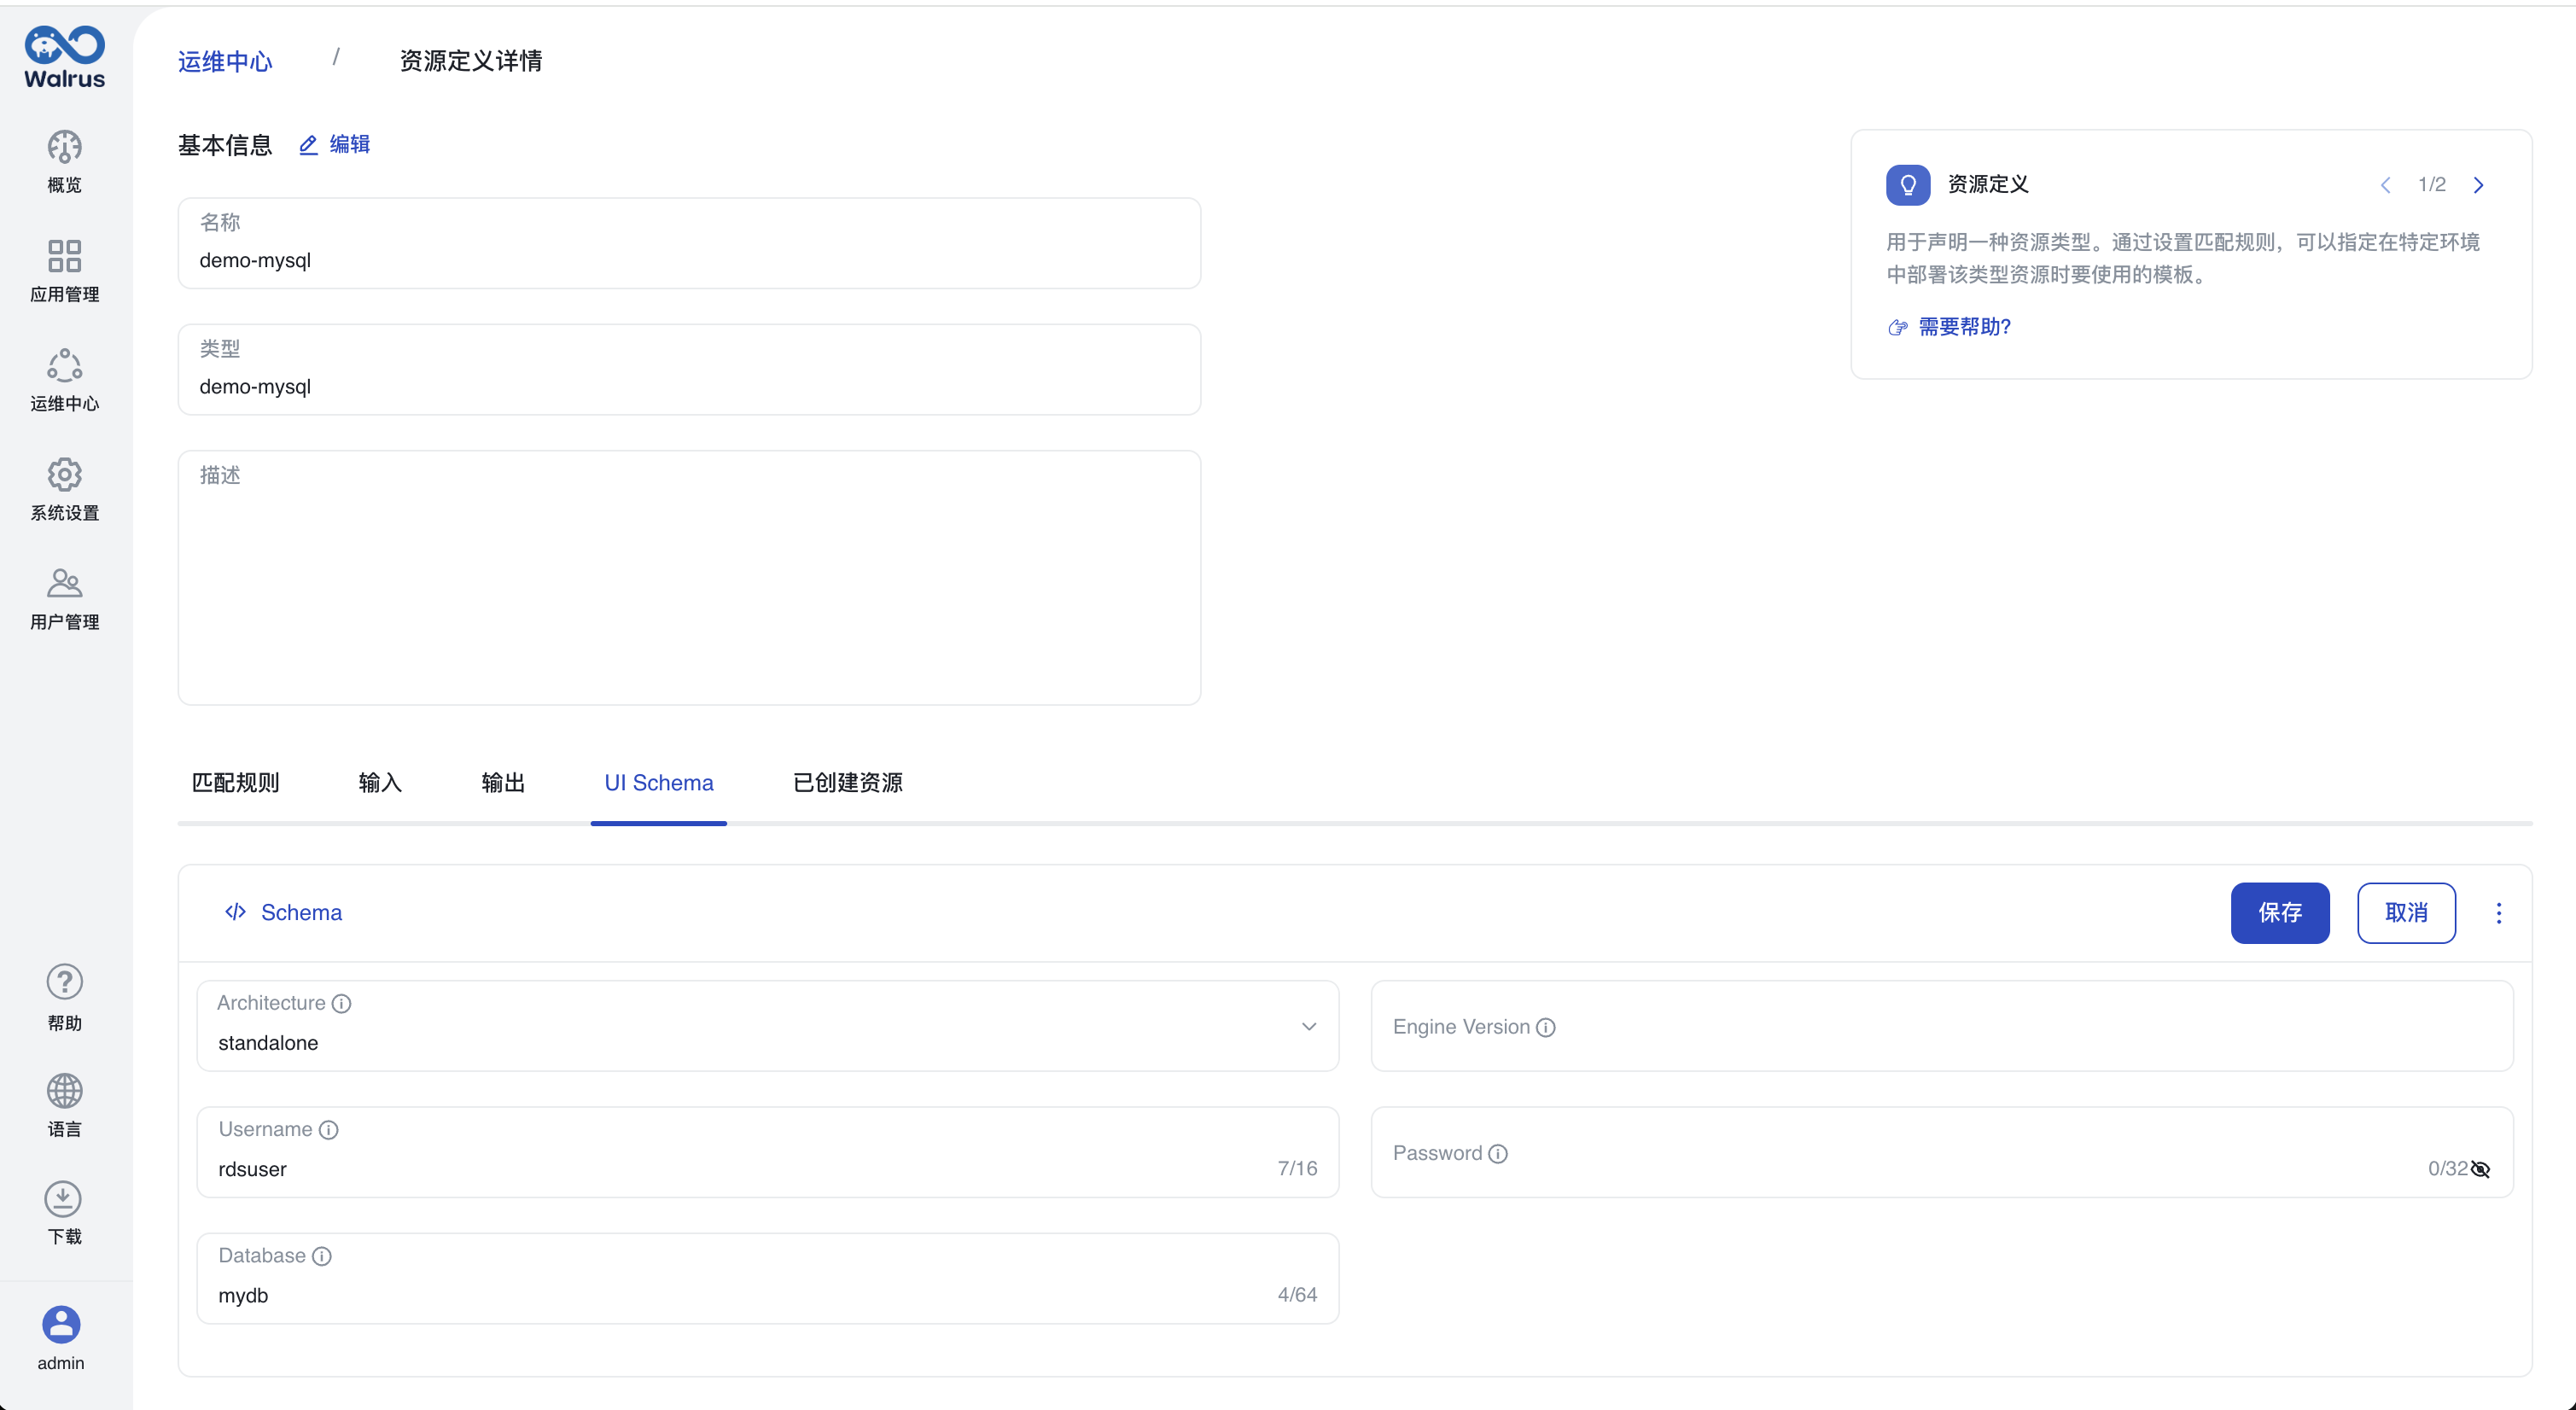 Walrus
概览
应用管理
运维中心
系统设置
用户管理
帮助
语言
下载
admin
运维中心 / 资源定义详情
基本信息 编辑
名称
demo-mysql
类型
demo-mysql
描述
资源定义 1/2
用于声明一种资源类型。通过设置匹配规则，可以指定在特定环境
中部署该类型资源时要使用的模板。
需要帮助?
匹配规则 输入 输出 UI Schema 已创建资源
</> Schema 保存 取消
Architecture
standalone
Engine Version
Username
rdsuser 7/16
Password
0/32
Database
mydb 4/64